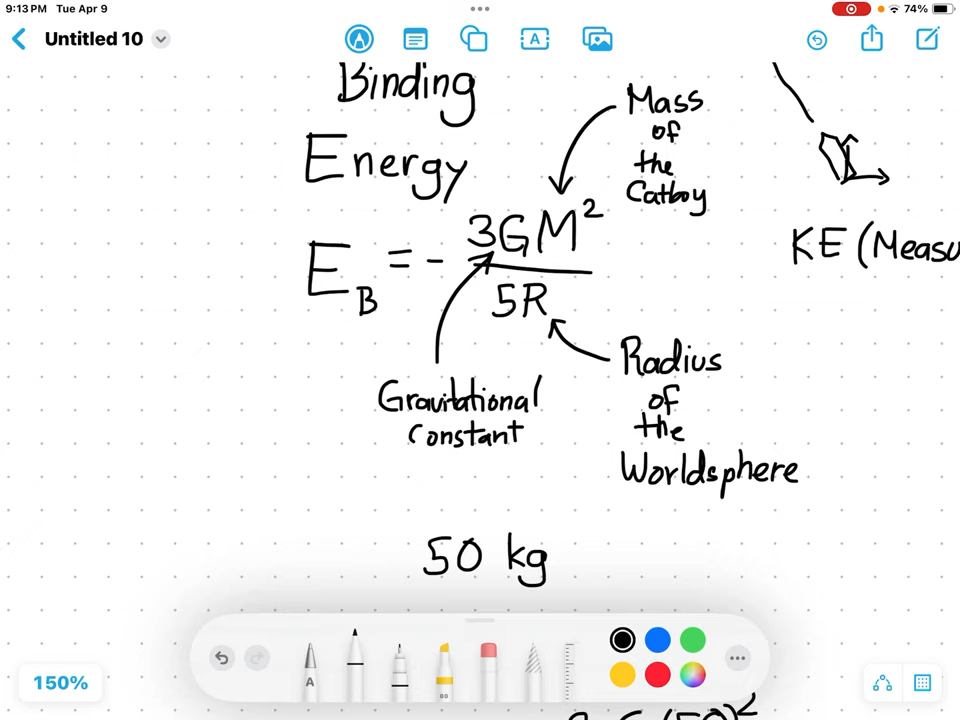 9:13 PM Tue Apr 9
74%
Untitled 10
A
Binding
Energy
E_B = - 3GM²
5R
Mass
of
the
Catboy
KE (Measu
Gravitational
Constant
Radius
of
the
Worldsphere
50 kg
A
00
150%